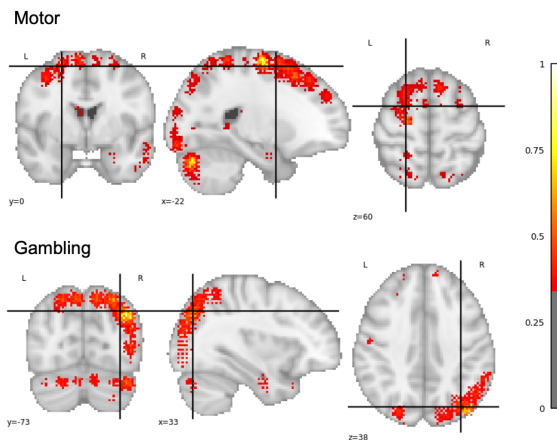 Motor
L R L R
y=0 x=-22 z=60
Gambling
L R L R
y=-73 x=33 z=38
1
0.75
0.5
0.25
0